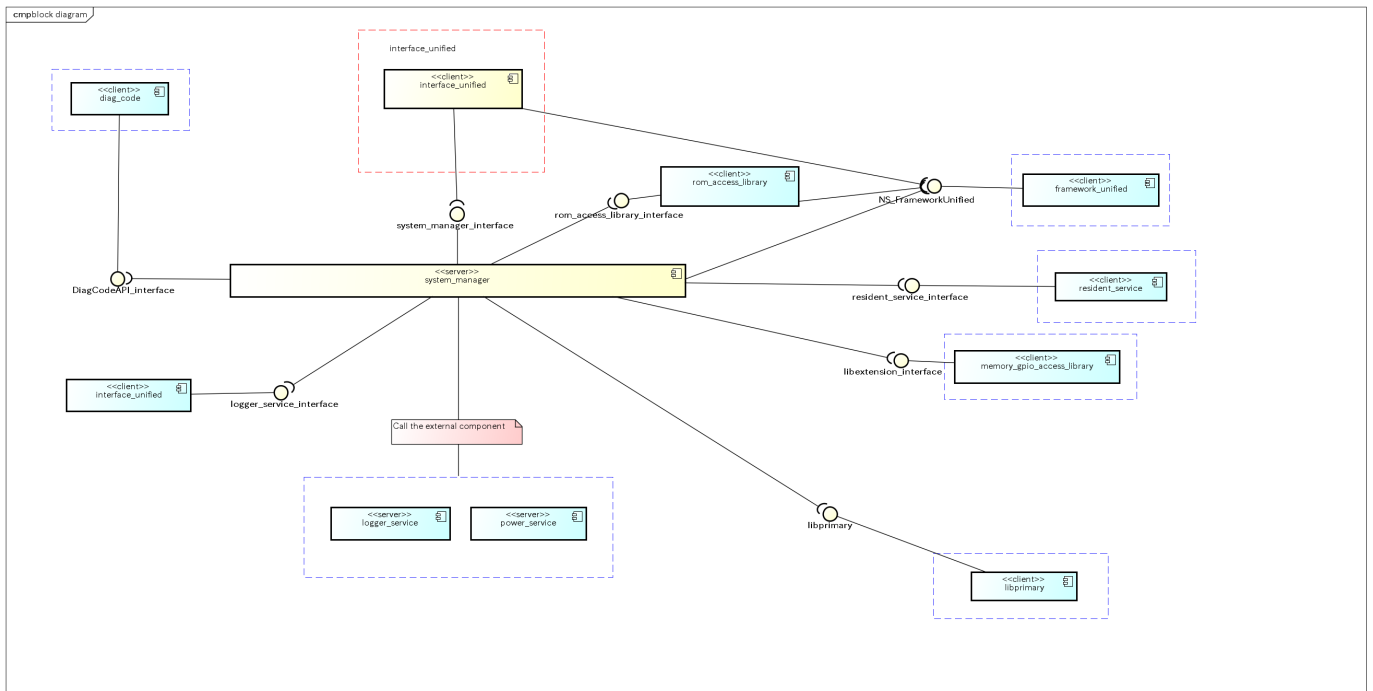 cmpblock diagram
interface_unified
<<client>>
interface_unified
<<client>>
diag_code
<<client>>
rom_access_library
<<client>>
framework_unified
NS_FrameworkUnified
rom_access_library_interface
system_manager_interface
<<server>>
system_manager
DiagCodeAPI_interface
<<client>>
resident_service
resident_service_interface
<<client>>
memory_gpio_access_library
libextension_interface
<<client>>
interface_unified
logger_service_interface
Call the external component
<<server>>
logger_service
<<server>>
power_service
libprimary
<<client>>
libprimary